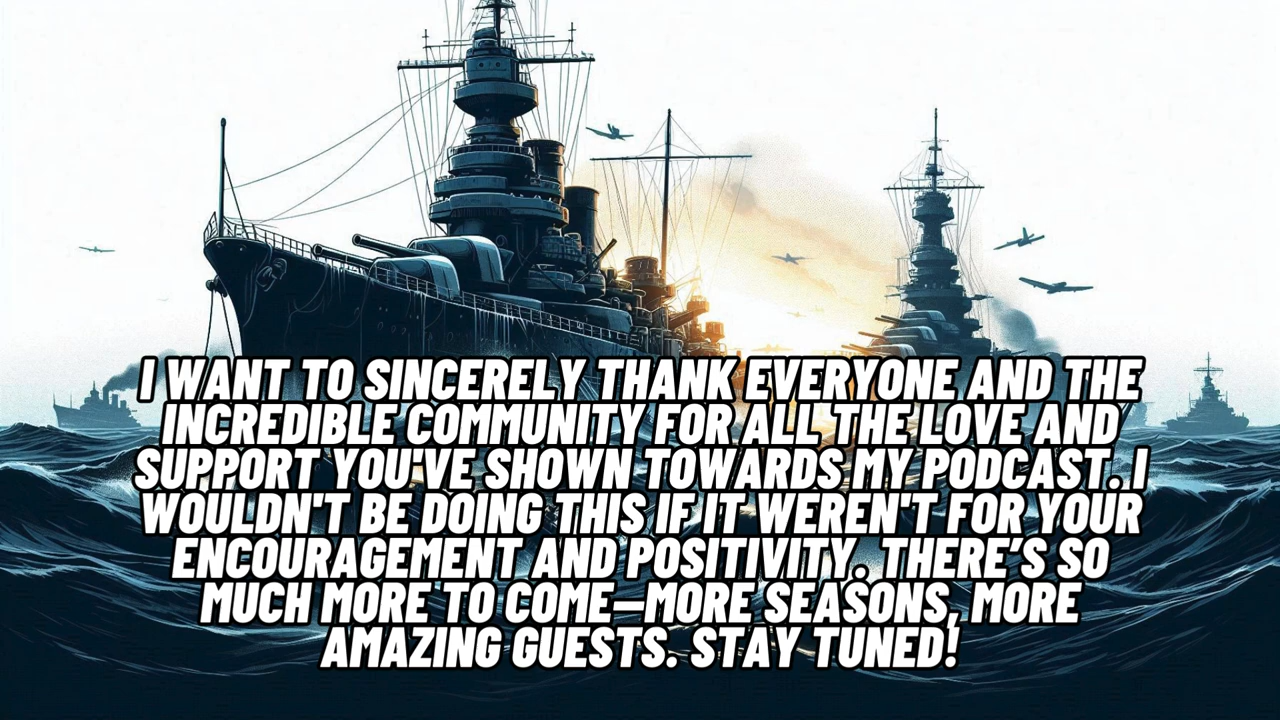 I WANT TO SINCERELY THANK EVERYONE AND THE
INCREDIBLE COMMUNITY FOR ALL THE LOVE AND
SUPPORT YOU'VE SHOWN TOWARDS MY PODCAST. I
WOULDN'T BE DOING THIS IF IT WEREN'T FOR YOUR
ENCOURAGEMENT AND POSITIVITY. THERE’S SO
MUCH MORE TO COME—MORE SEASONS, MORE
AMAZING GUESTS. STAY TUNED!